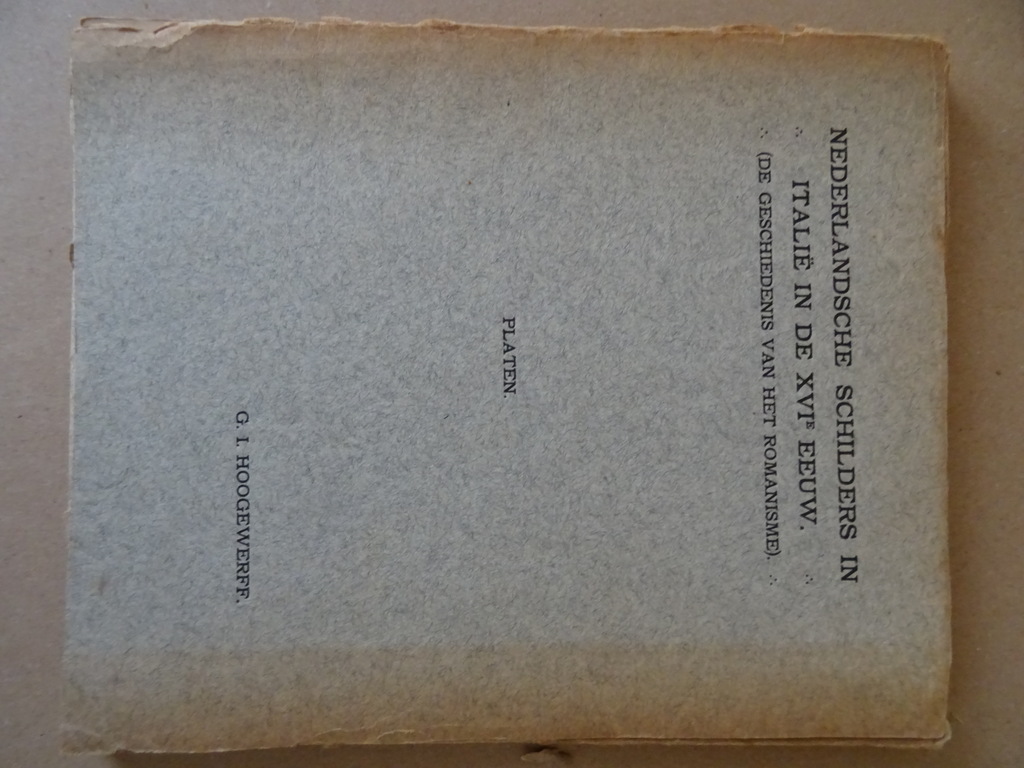 NEDERLANDSCHE SCHILDERS IN
∴ ITALIË IN DE XVIE EEUW. ∴
∴ (DE GESCHIEDENIS VAN HET ROMANISME). ∴
PLATEN.
G. I. HOOGEWERFF.